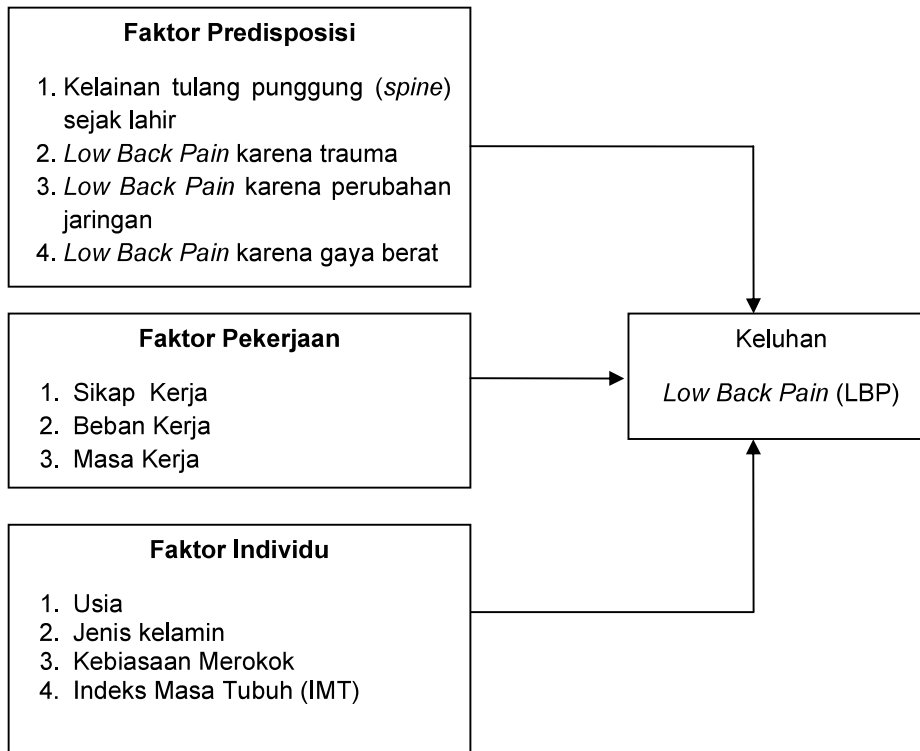 Faktor Predisposisi
1. Kelainan tulang punggung (spine)
sejak lahir
2. Low Back Pain karena trauma
3. Low Back Pain karena perubahan
jaringan
4. Low Back Pain karena gaya berat
Faktor Pekerjaan
1. Sikap Kerja
2. Beban Kerja
3. Masa Kerja
Keluhan
Low Back Pain (LBP)
Faktor Individu
1. Usia
2. Jenis kelamin
3. Kebiasaan Merokok
4. Indeks Masa Tubuh (IMT)